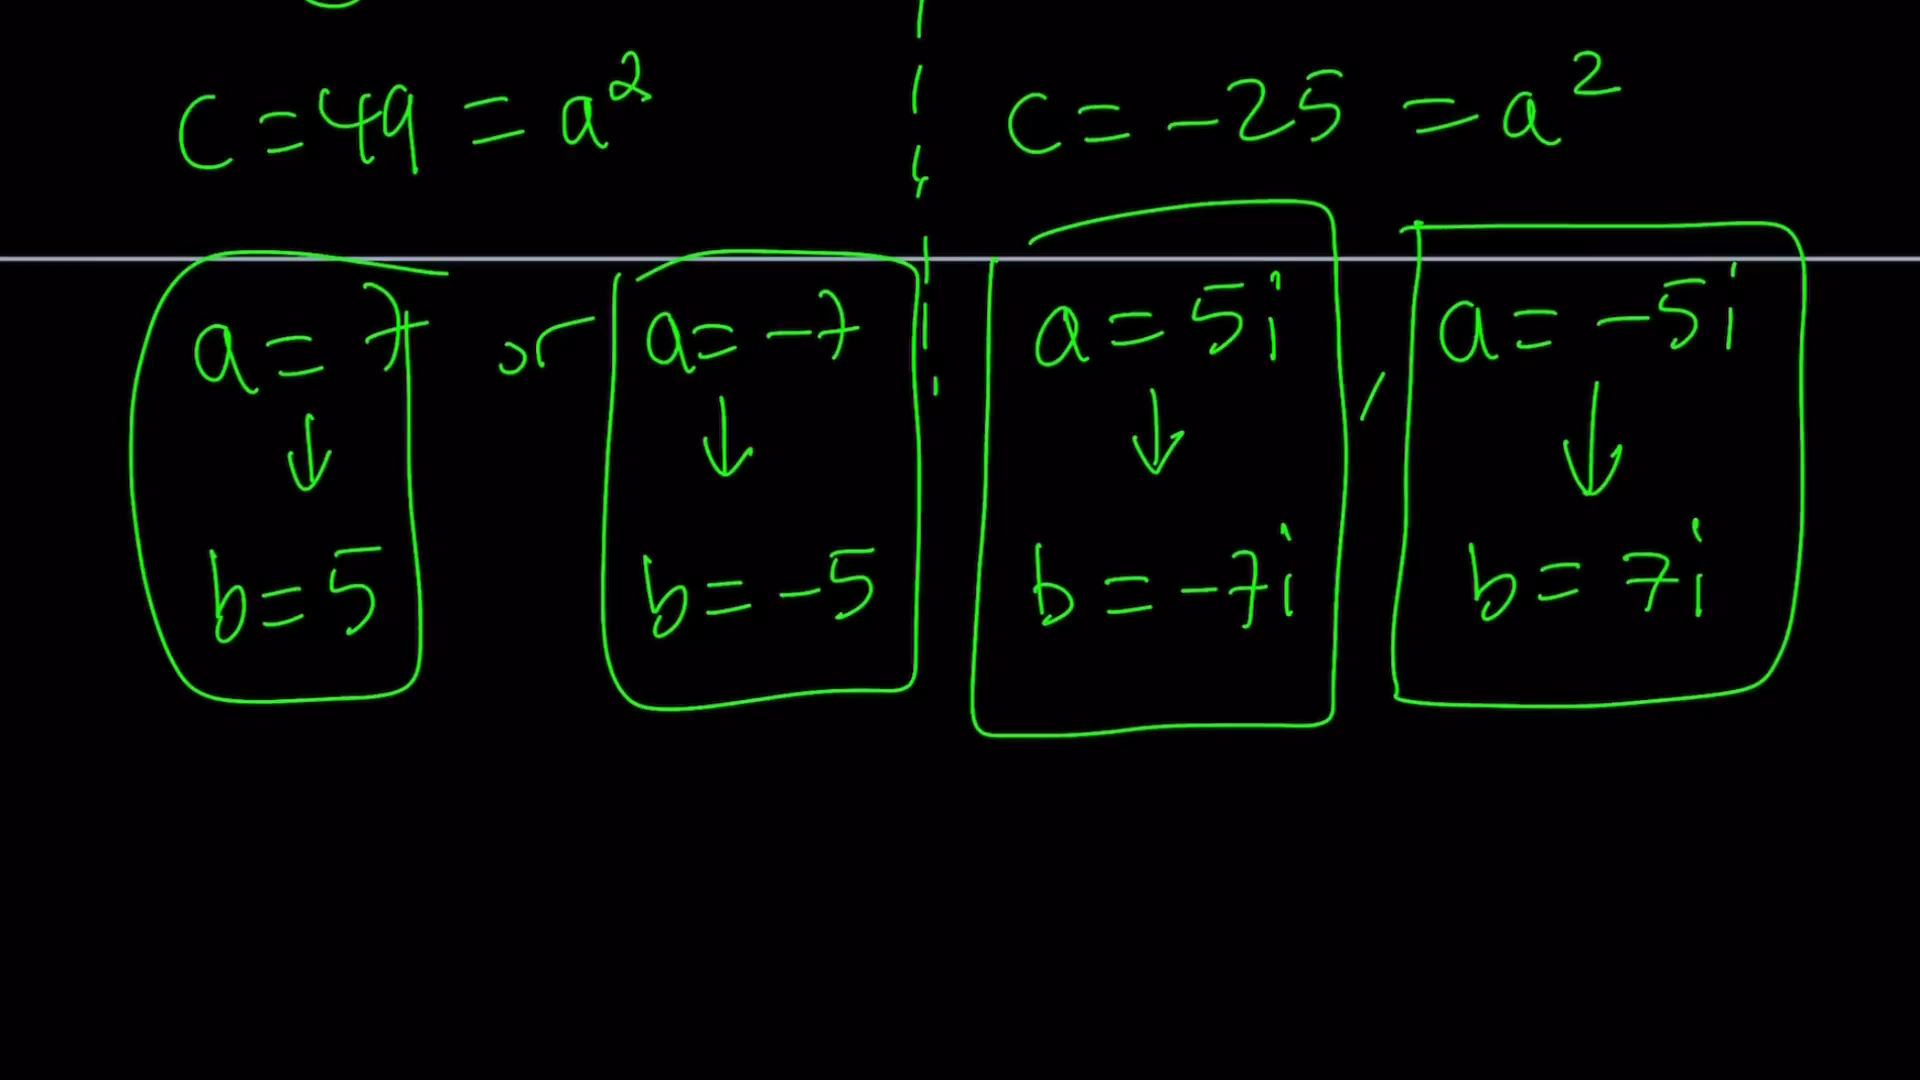 c = 49 = a²
c = -25 = a²
a = 7 or a = -7
a = 5i , a = -5i
↓ ↓ ↓ ↓
b = 5 b = -5 b = -7i b = 7i